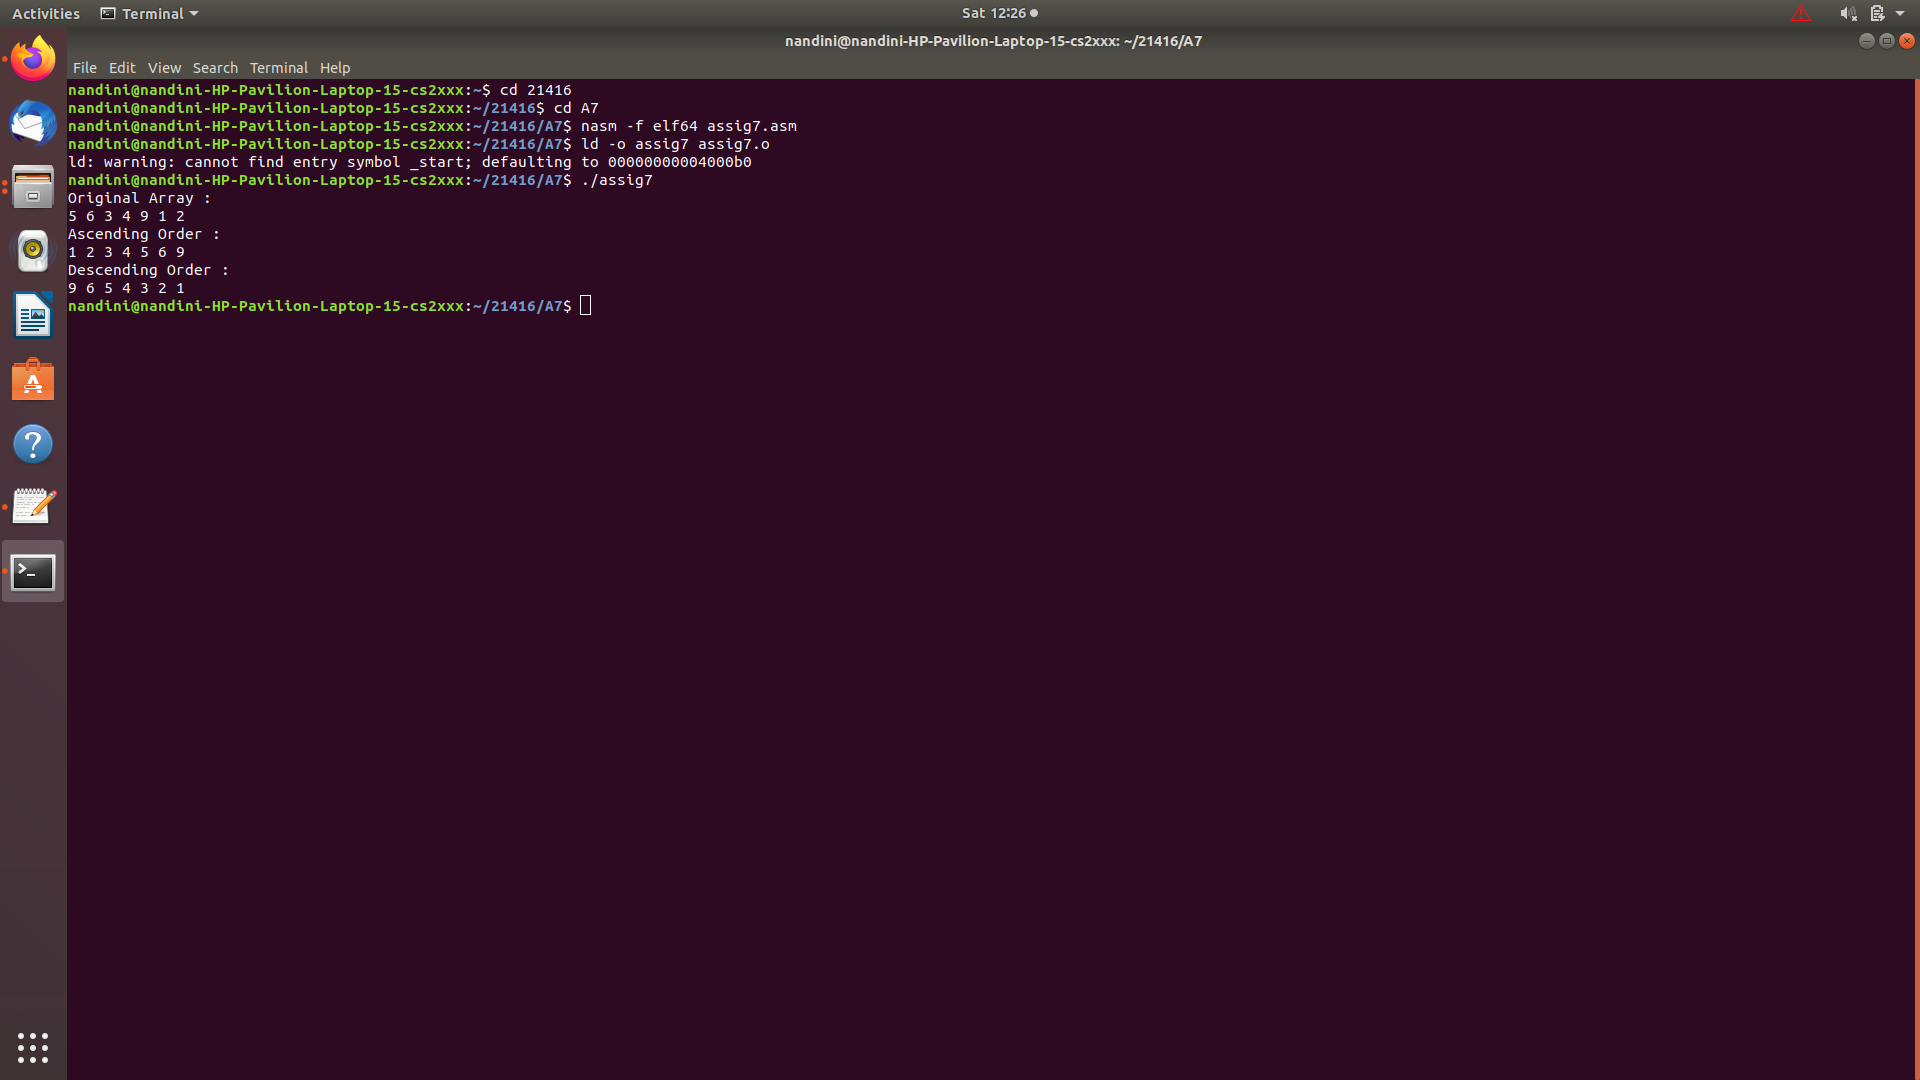 Activities Terminal Sat 12:26
nandini@nandini-HP-Pavilion-Laptop-15-cs2xxx: ~/21416/A7
File Edit View Search Terminal Help
nandini@nandini-HP-Pavilion-Laptop-15-cs2xxx:~$ cd 21416
nandini@nandini-HP-Pavilion-Laptop-15-cs2xxx:~/21416$ cd A7
nandini@nandini-HP-Pavilion-Laptop-15-cs2xxx:~/21416/A7$ nasm -f elf64 assig7.asm
nandini@nandini-HP-Pavilion-Laptop-15-cs2xxx:~/21416/A7$ ld -o assig7 assig7.o
ld: warning: cannot find entry symbol _start; defaulting to 00000000004000b0
nandini@nandini-HP-Pavilion-Laptop-15-cs2xxx:~/21416/A7$ ./assig7
Original Array :
5 6 3 4 9 1 2
Ascending Order :
1 2 3 4 5 6 9
Descending Order :
9 6 5 4 3 2 1
nandini@nandini-HP-Pavilion-Laptop-15-cs2xxx:~/21416/A7$